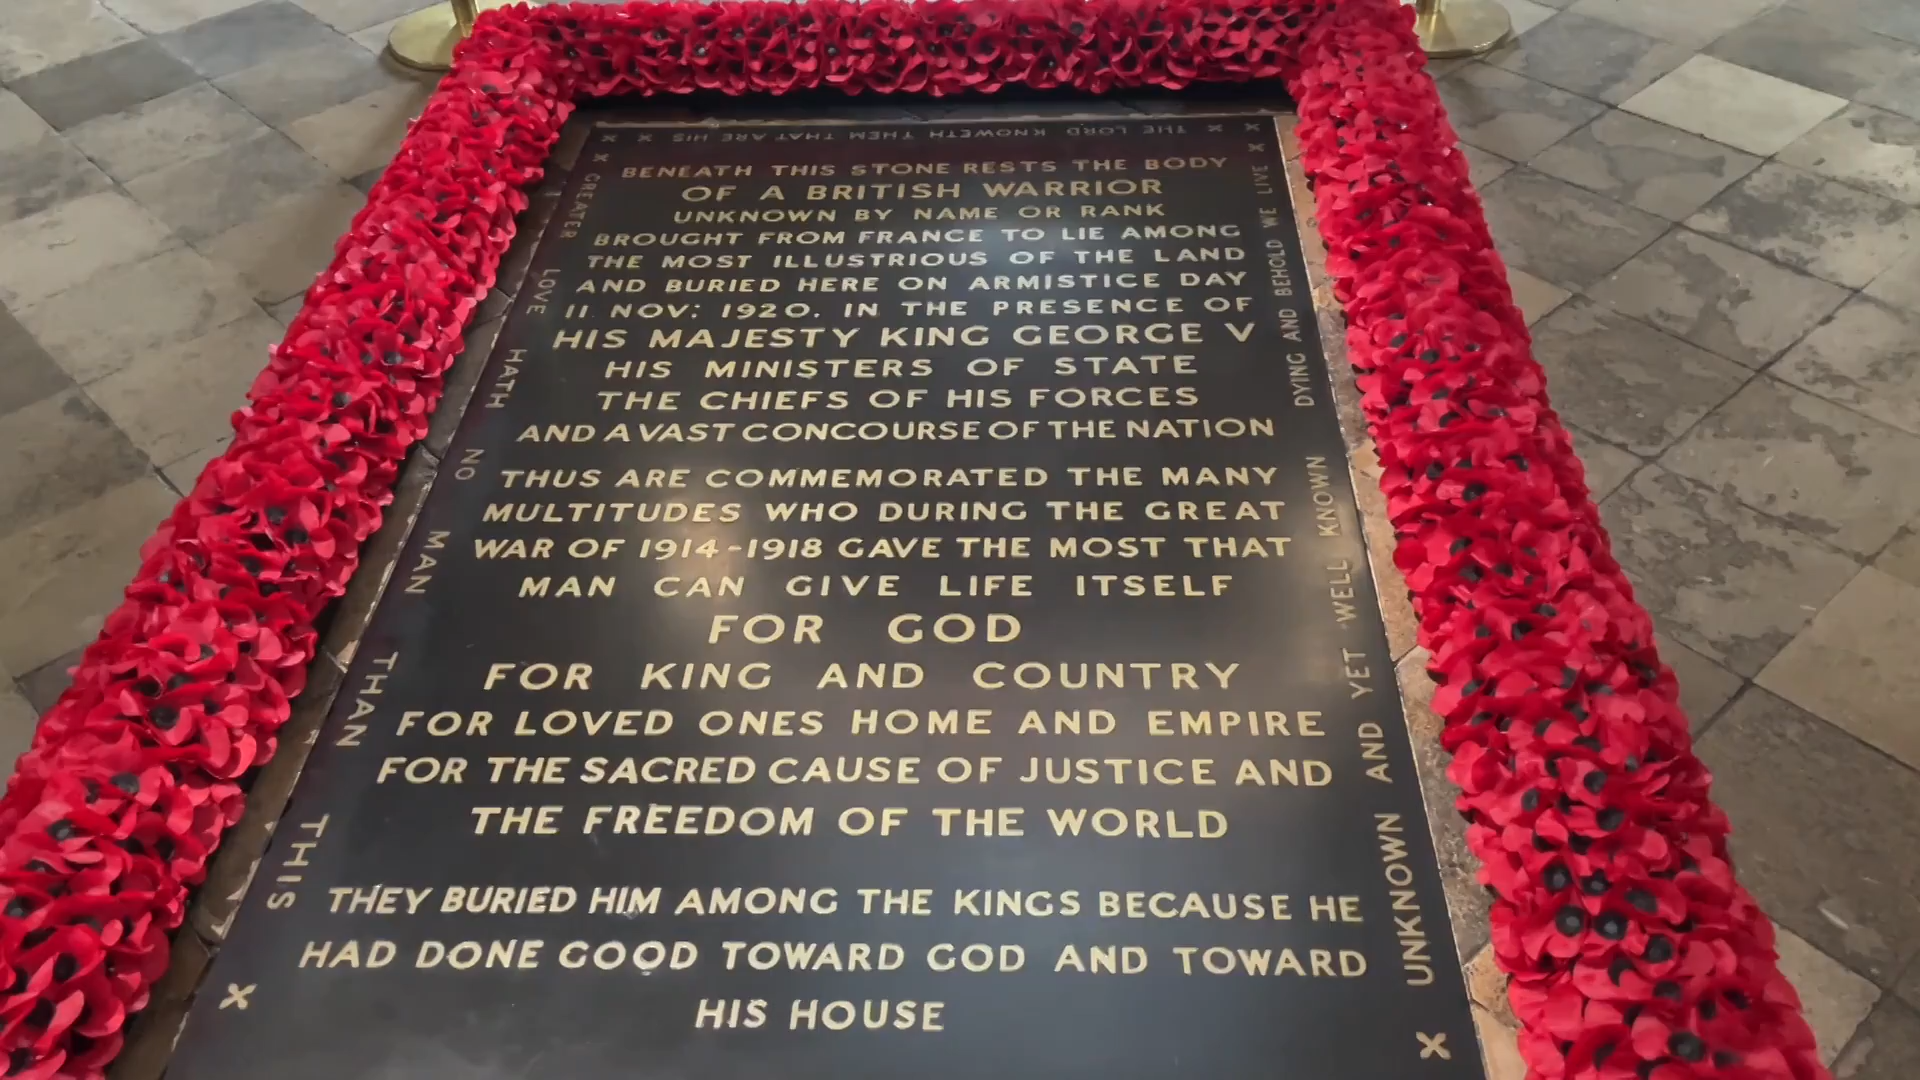 THE LORD KNOWETH THEM THAT ARE HIS
BENEATH THIS STONE RESTS THE BODY
OF A BRITISH WARRIOR
UNKNOWN BY NAME OR RANK
BROUGHT FROM FRANCE TO LIE AMONG
THE MOST ILLUSTRIOUS OF THE LAND
AND BURIED HERE ON ARMISTICE DAY
11 NOV: 1920. IN THE PRESENCE OF
HIS MAJESTY KING GEORGE V
HIS MINISTERS OF STATE
THE CHIEFS OF HIS FORCES
AND A VAST CONCOURSE OF THE NATION
THUS ARE COMMEMORATED THE MANY
MULTITUDES WHO DURING THE GREAT
WAR OF 1914-1918 GAVE THE MOST THAT
MAN CAN GIVE LIFE ITSELF
FOR GOD
FOR KING AND COUNTRY
FOR LOVED ONES HOME AND EMPIRE
FOR THE SACRED CAUSE OF JUSTICE AND
THE FREEDOM OF THE WORLD
THEY BURIED HIM AMONG THE KINGS BECAUSE HE
HAD DONE GOOD TOWARD GOD AND TOWARD
HIS HOUSE
GREATER LOVE HATH NO MAN THAN THIS
UNKNOWN AND YET WELL KNOWN DYING AND BEHOLD WE LIVE